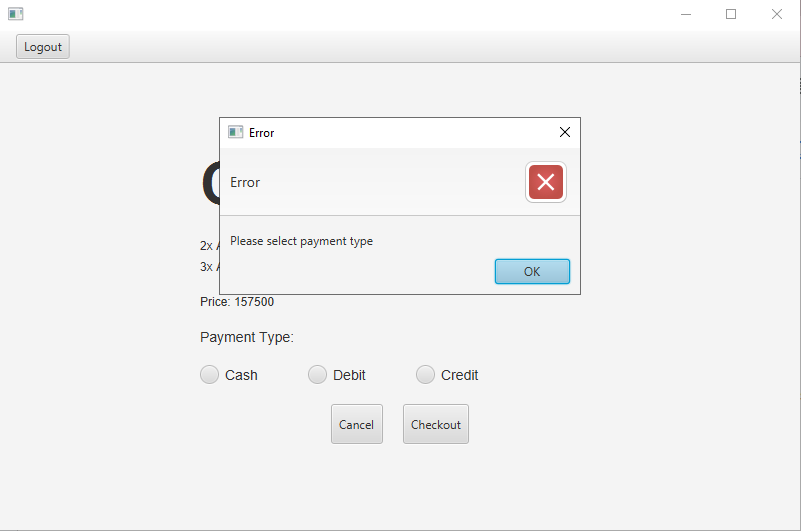 Logout
Error
Error
Please select payment type
OK
2x
3x
Price: 157500
Payment Type:
Cash Debit Credit
Cancel Checkout